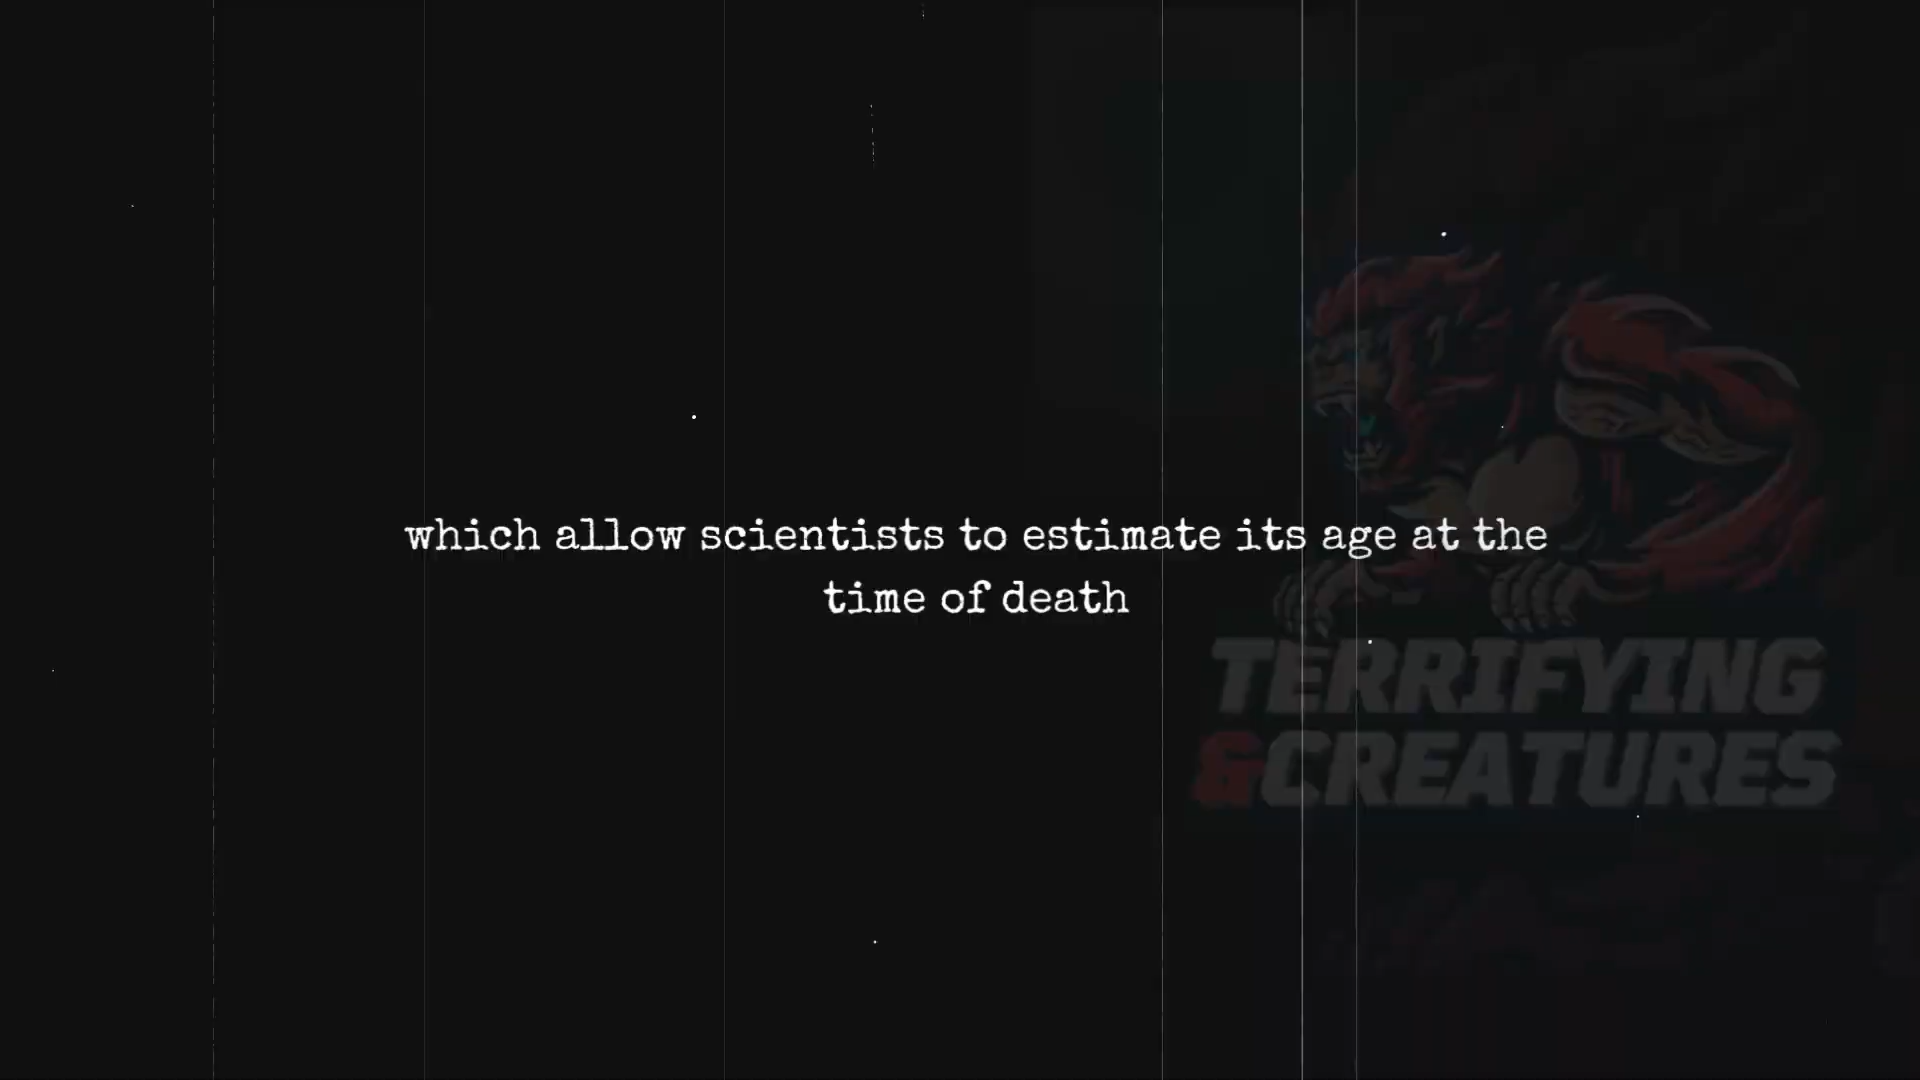 which allow scientists to estimate its age at the
time of death
TERRIFYING
&CREATURES